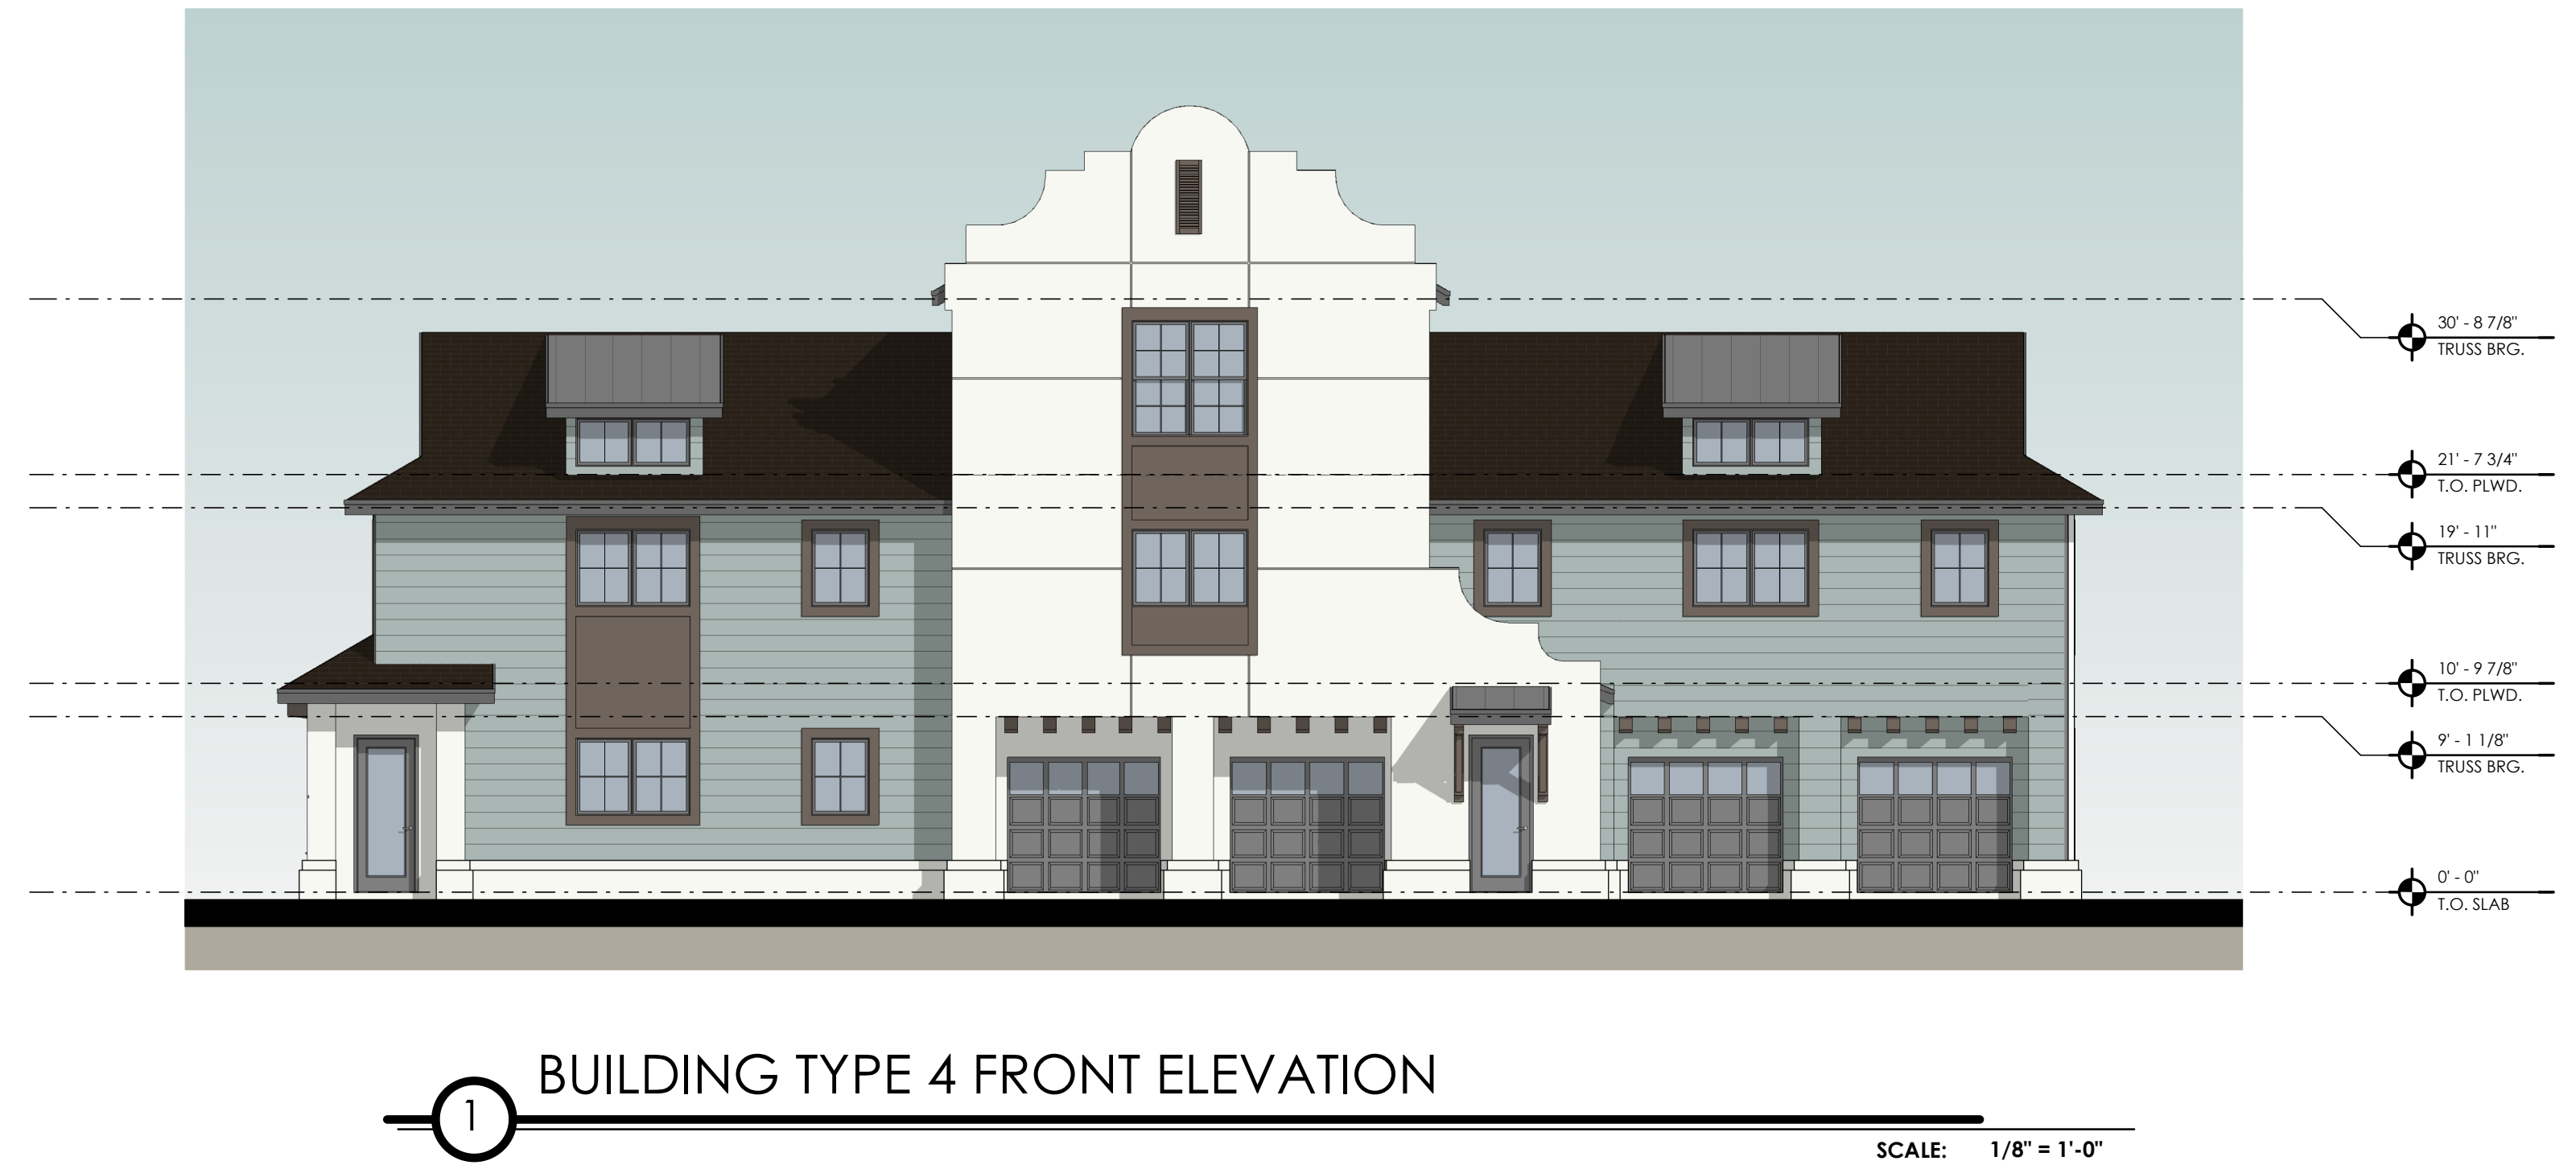 30' - 8 7/8"
TRUSS BRG.
21' - 7 3/4"
T.O. PLWD.
19' - 11"
TRUSS BRG.
10' - 9 7/8"
T.O. PLWD.
9' - 1 1/8"
TRUSS BRG.
0' - 0"
T.O. SLAB
BUILDING TYPE 4 FRONT ELEVATION
1
SCALE: 1/8" = 1'-0"